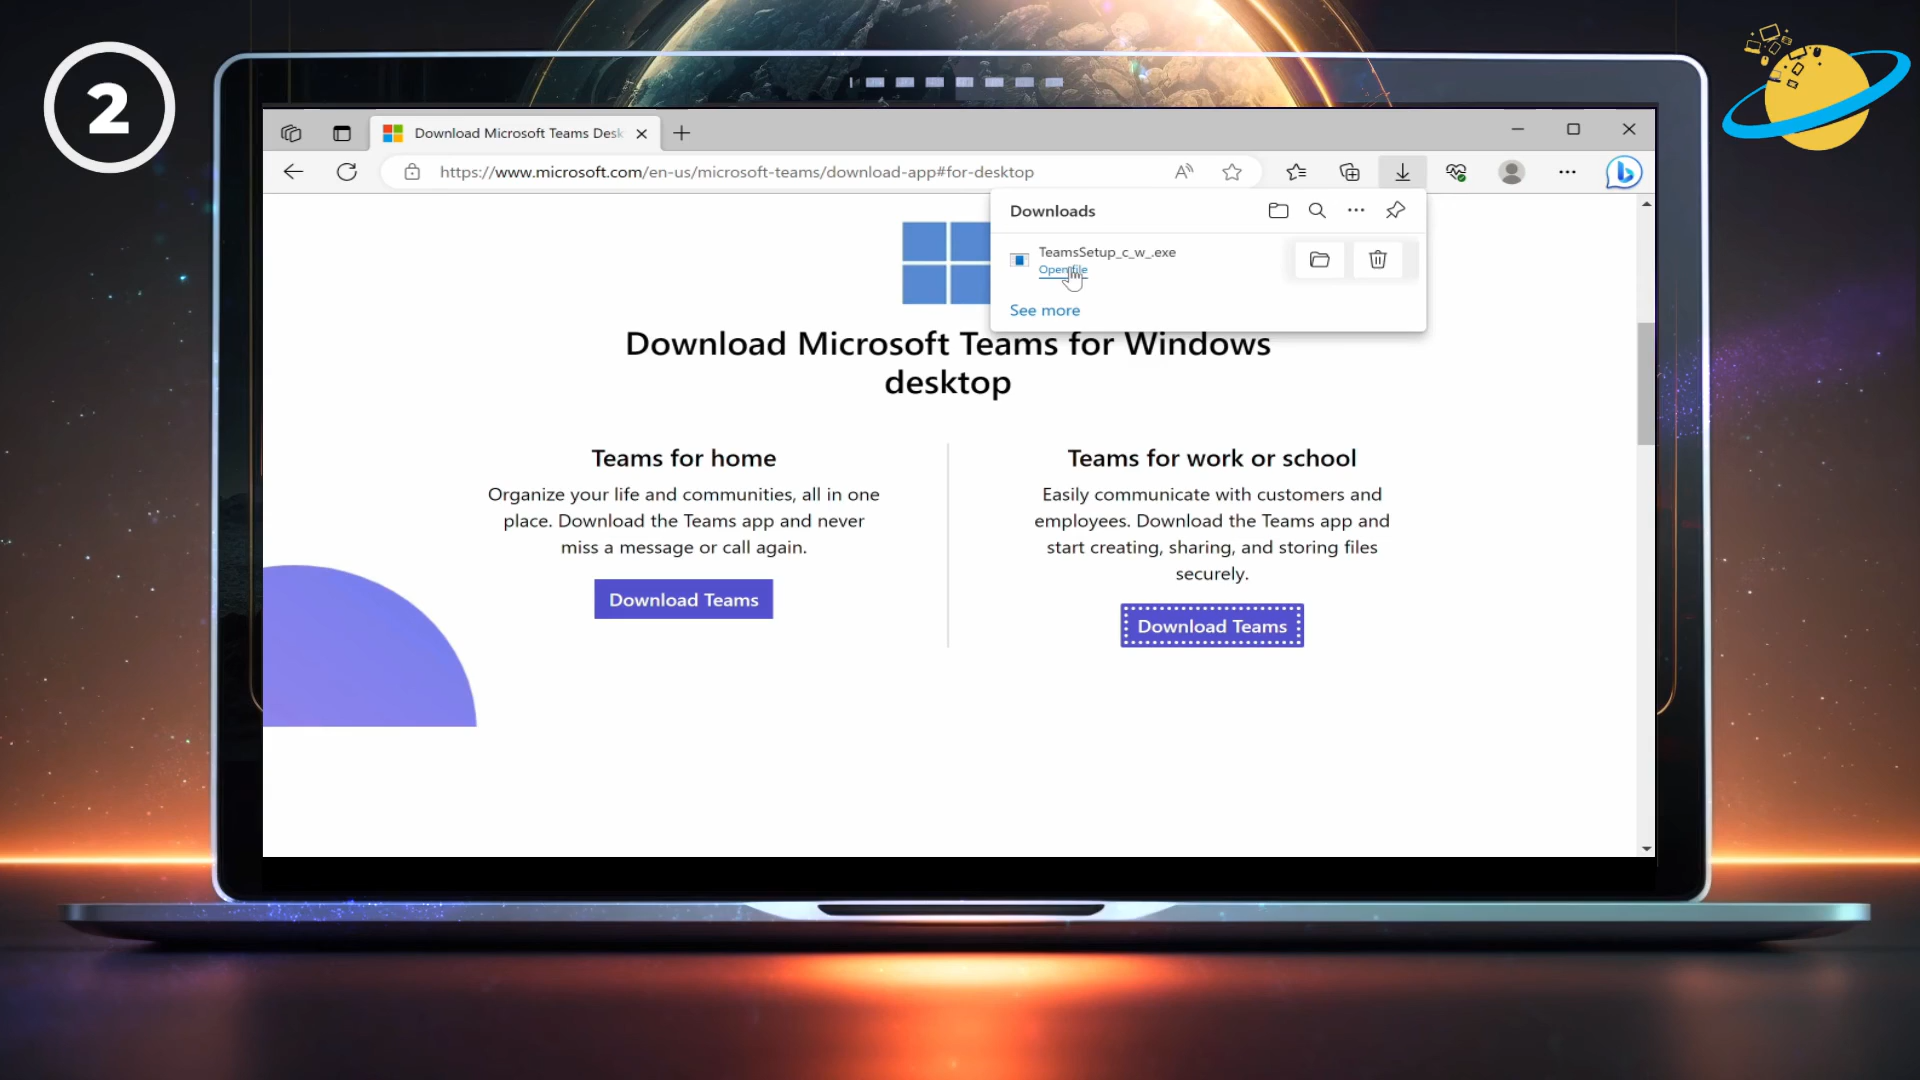 2
Download Microsoft Teams Desk
https://www.microsoft.com/en-us/microsoft-teams/download-app#for-desktop
Downloads
TeamsSetup_c_w_.exe
Open file
See more
Download Microsoft Teams for Windows
desktop
Teams for home
Organize your life and communities, all in one
place. Download the Teams app and never
miss a message or call again.
Download Teams
Teams for work or school
Easily communicate with customers and
employees. Download the Teams app and
start creating, sharing, and storing files
securely.
Download Teams